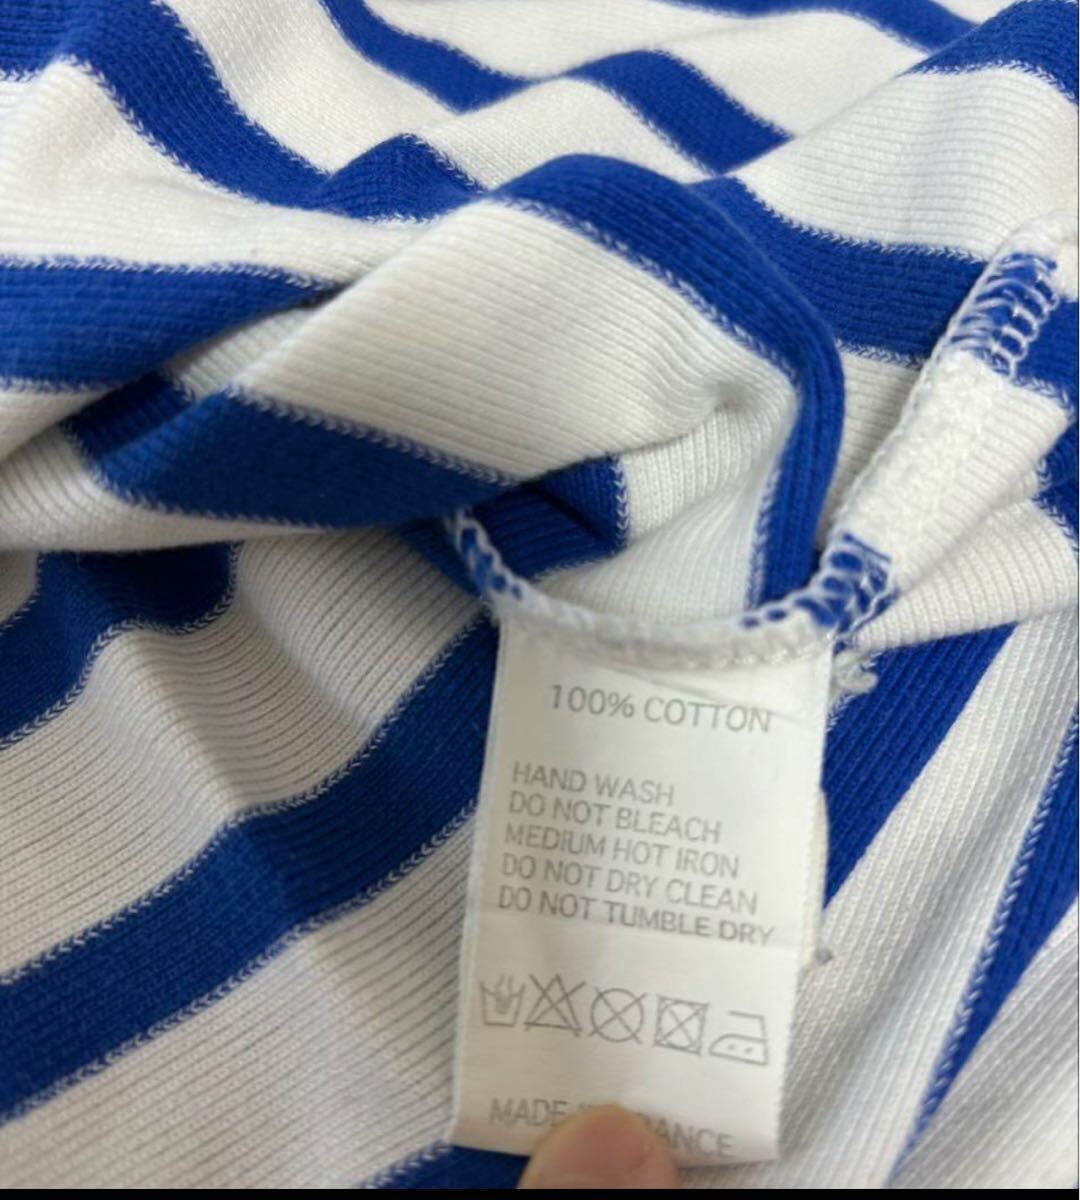 100% COTTON
HAND WASH
DO NOT BLEACH
MEDIUM HOT IRON
DO NOT DRY CLEAN
DO NOT TUMBLE DRY
MADE